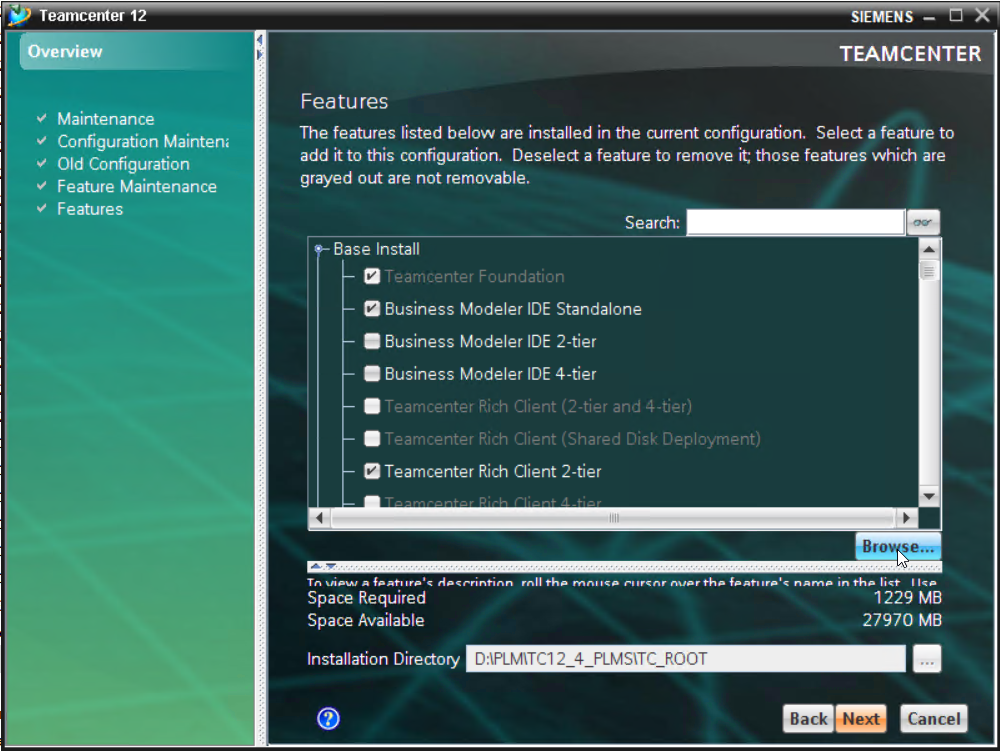 Teamcenter 12
SIEMENS
Overview
TEAMCENTER
Maintenance
Configuration Maintena
Old Configuration
Feature Maintenance
Features
Features
The features listed below are installed in the current configuration. Select a feature to
add it to this configuration. Deselect a feature to remove it; those features which are
grayed out are not removable.
Search:
Base Install
Teamcenter Foundation
Business Modeler IDE Standalone
Business Modeler IDE 2-tier
Business Modeler IDE 4-tier
Teamcenter Rich Client (2-tier and 4-tier)
Teamcenter Rich Client (Shared Disk Deployment)
Teamcenter Rich Client 2-tier
Teamcenter Rich Client 4-tier
Browse...
To view a feature's description, roll the mouse cursor over the feature's name in the list. Use
Space Required 1229 MB
Space Available 27970 MB
Installation Directory D:\PLM\TC12_4_PLMS\TC_ROOT ...
? Back Next Cancel